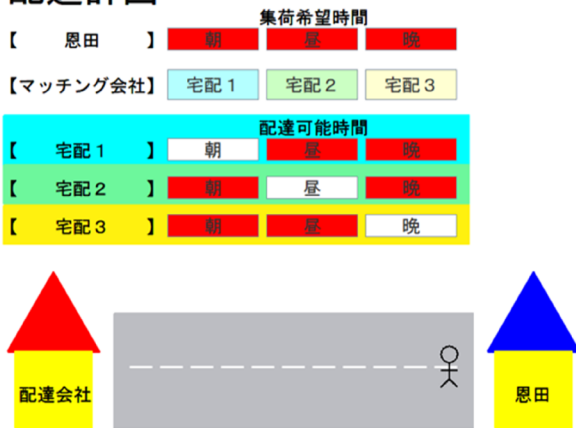 集荷希望時間
【 恩田 】 朝 昼 晩
【マッチング会社】 宅配1 宅配2 宅配3
配達可能時間
【 宅配1 】 朝 昼 晩
【 宅配2 】 朝 昼 晩
【 宅配3 】 朝 昼 晩
配達会社 恩田